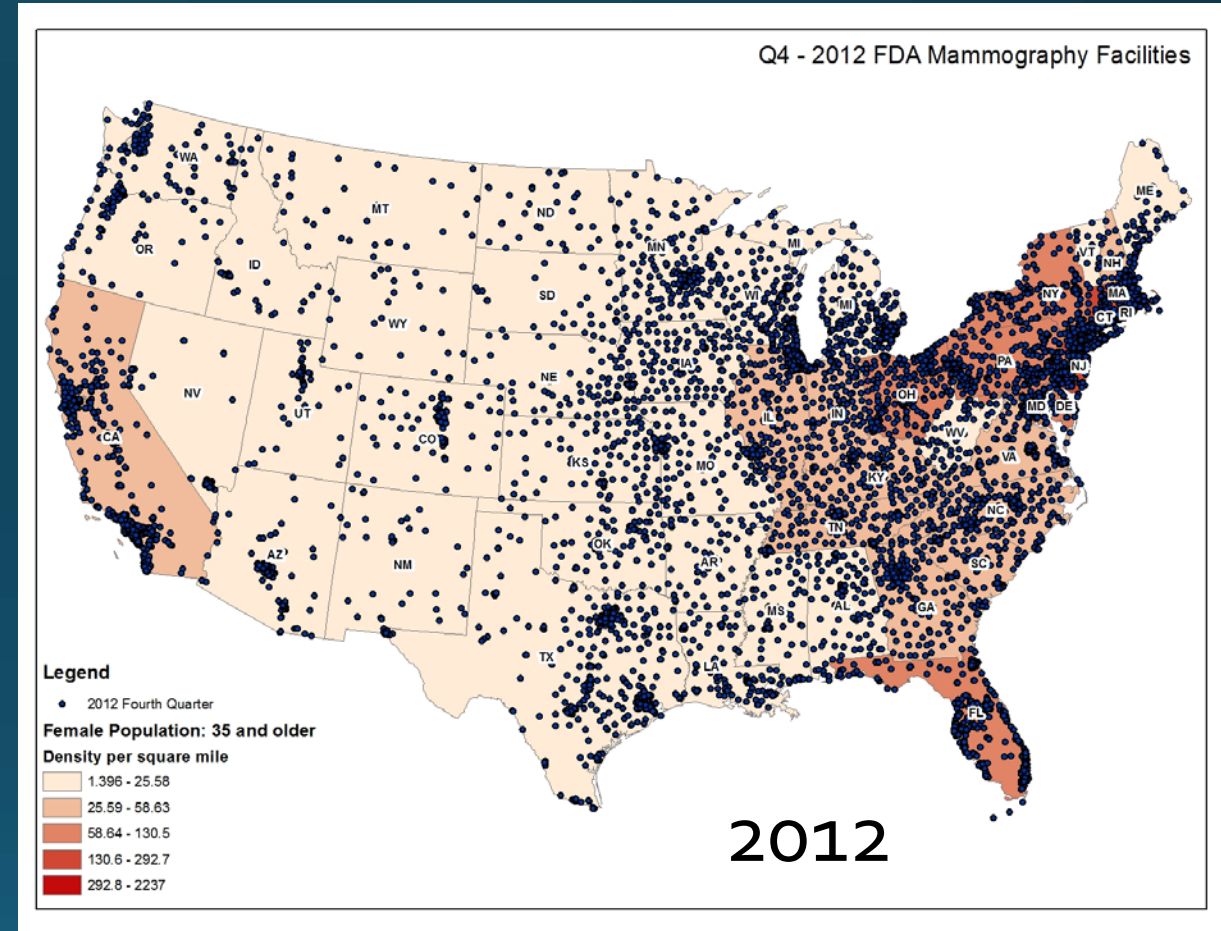 Q4 - 2012 FDA Mammography Facilities
WA
MT
ND
ME
OR
ID
MN
MI
VT
NH
SD
WI
MI
NY
MA
WY
CT
RI
IA
PA
NV
NE
NJ
UT
OH
CO
IL
IN
MD
DE
CA
WV
KS
MO
VA
KY
NC
TN
AZ
NM
OK
AR
SC
MS
AL
GA
TX
LA
FL
Legend
2012 Fourth Quarter
Female Population: 35 and older
Density per square mile
1.396 - 25.58
25.59 - 58.63
58.64 - 130.5
130.6 - 292.7
292.8 - 2237
2012